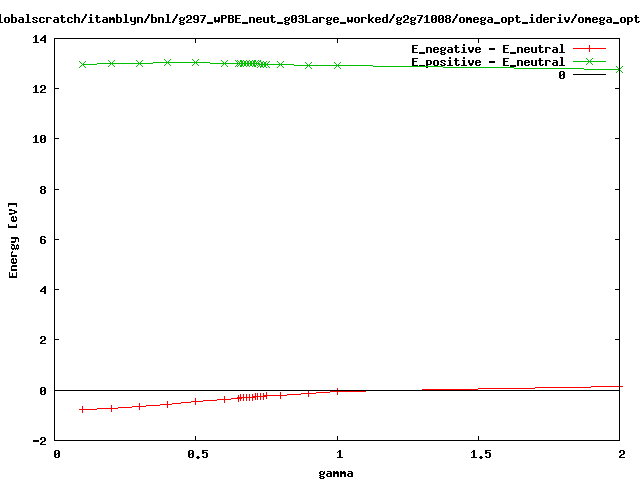 lobalscratch/itamblyn/bnl/g297_wPBE_neut_g03Large_worked/g2g71008/omega_opt_ideriv/omega_opt
E_negative - E_neutral
E_positive - E_neutral
0
14
12
10
8
6
4
2
0
-2
Energy [eV]
0 0.5 1 1.5 2
gamma